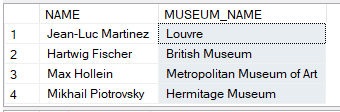 NAME MUSEUM_NAME
1 Jean-Luc Martinez Louvre
2 Hartwig Fischer British Museum
3 Max Hollein Metropolitan Museum of Art
4 Mikhail Piotrovsky Hermitage Museum